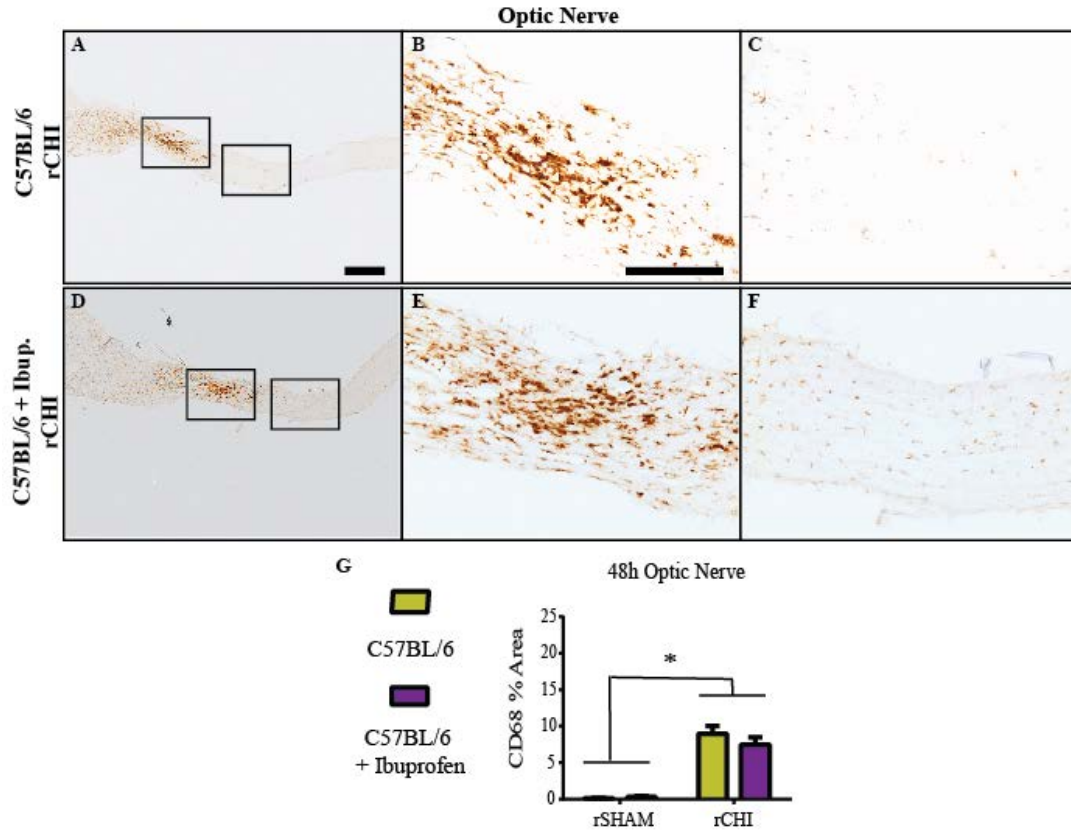 Optic Nerve
A
B
C
C57BL/6
rCHI
D
E
F
C57BL/6 + Ibup.
rCHI
G
48h Optic Nerve
C57BL/6
C57BL/6
+ Ibuprofen
CD68 % Area
25
20
15
10
5
0
*
rSHAM
rCHI